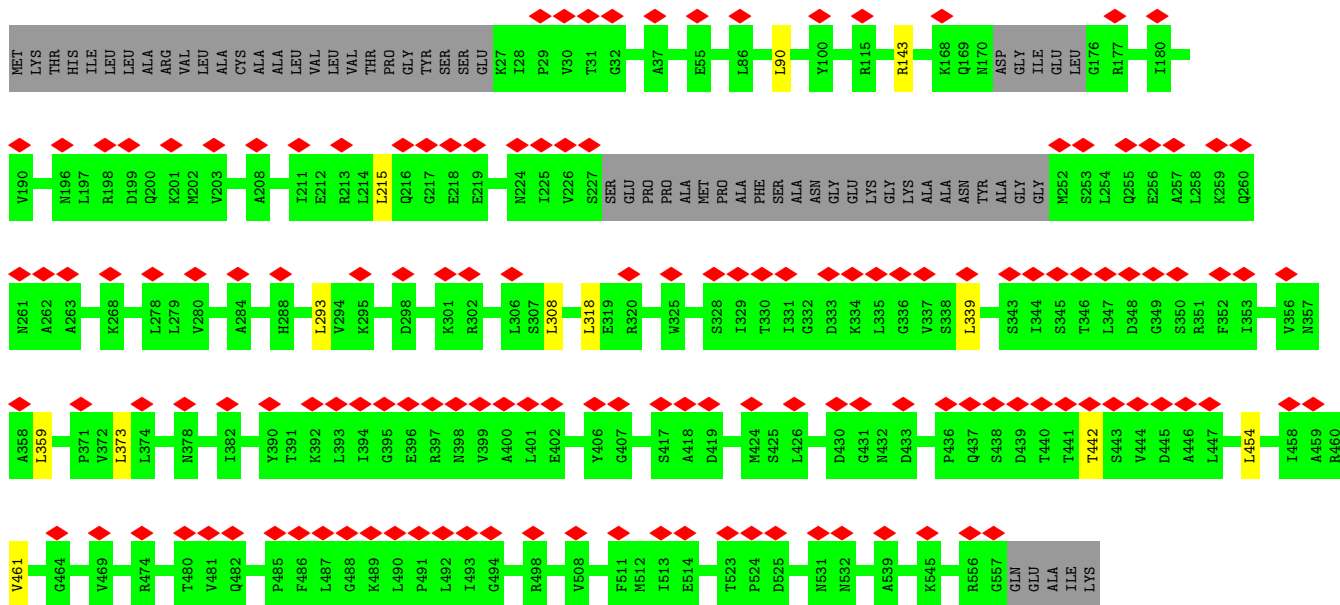 MET LYS THR HIS ILE LEU LEU ALA ARG VAL LEU ALA CYS ALA ALA LEU VAL LEU VAL THR PRO GLY TYR SER SER GLU K27 I28 P29 V30 T31 G32 A37 E55 L86 L90 Y100 R115 R143 K168 Q169 N170 ASP GLY ILE GLU LEU G176 R177 I180
V190 N196 L197 R198 D199 Q200 K201 M202 V203 A208 I211 E212 R213 L214 L215 Q216 G217 E218 E219 N224 I225 V226 S227 SER GLU PRO PRO ALA MET PRO ALA PHE SER ALA ASN GLY GLU LYS GLY LYS ALA ALA ASN TYR ALA GLY GLY M252 S253 L254 Q255 E256 A257 L258 K259 Q260
N261 A262 A263 K268 L278 L279 V280 A284 H288 L293 V294 K295 D298 K301 R302 L306 S307 L308 L318 E319 R320 W325 S328 I329 T330 I331 G332 D333 K334 L335 G336 V337 S338 L339 S343 I344 S345 T346 L347 D348 G349 S350 R351 F352 I353 V356 N357
A358 L359 P371 V372 L373 L374 N378 I382 Y390 T391 K392 L393 I394 G395 E396 R397 N398 V399 A400 L401 E402 Y406 G407 S417 A418 D419 M424 S425 L426 D430 G431 N432 D433 P436 Q437 S438 D439 T440 T441 T442 S443 V444 D445 A446 L447 L454 I458 A459 R460
V461 G464 V469 R474 T480 V481 Q482 P485 F486 L487 G488 K489 L490 P491 L492 I493 G494 R498 V508 F511 M512 I513 E514 T523 P524 D525 N531 N532 A539 K545 R556 G557 GLN GLU ALA ILE LYS